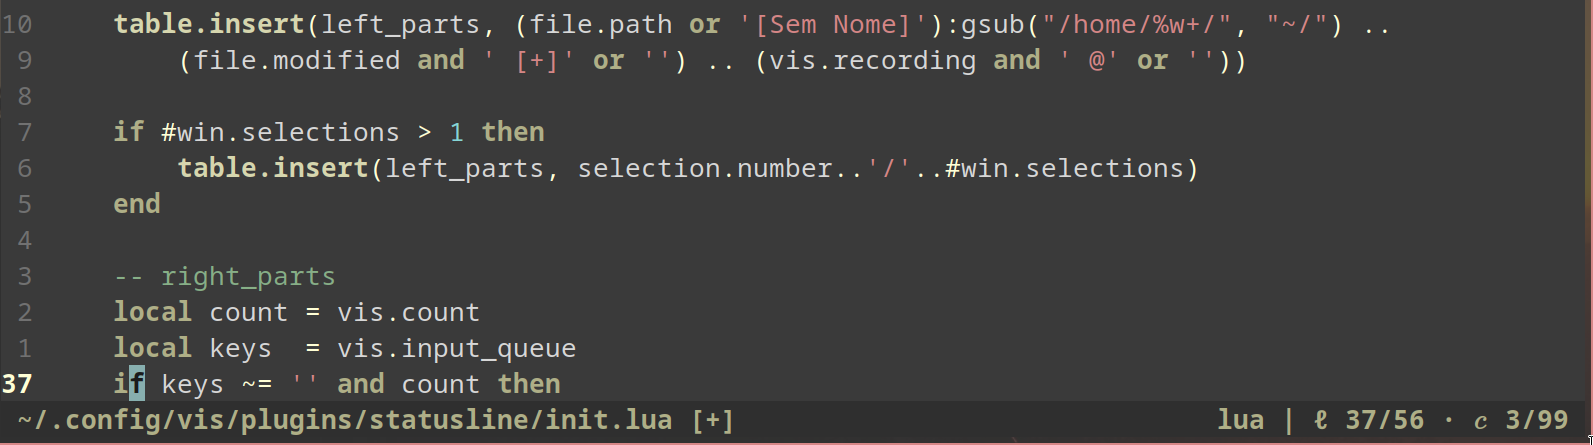 10     table.insert(left_parts, (file.path or '[Sem Nome]'):gsub("/home/%w+/", "~/") ..
 9         (file.modified and ' [+]' or '') .. (vis.recording and ' @' or ''))
 8
 7     if #win.selections > 1 then
 6         table.insert(left_parts, selection.number..'/'..#win.selections)
 5     end
 4
 3     -- right_parts
 2     local count = vis.count
 1     local keys  = vis.input_queue
37     if keys ~= '' and count then
~/.config/vis/plugins/statusline/init.lua [+]     lua | ℓ 37/56 · 𝑐 3/99